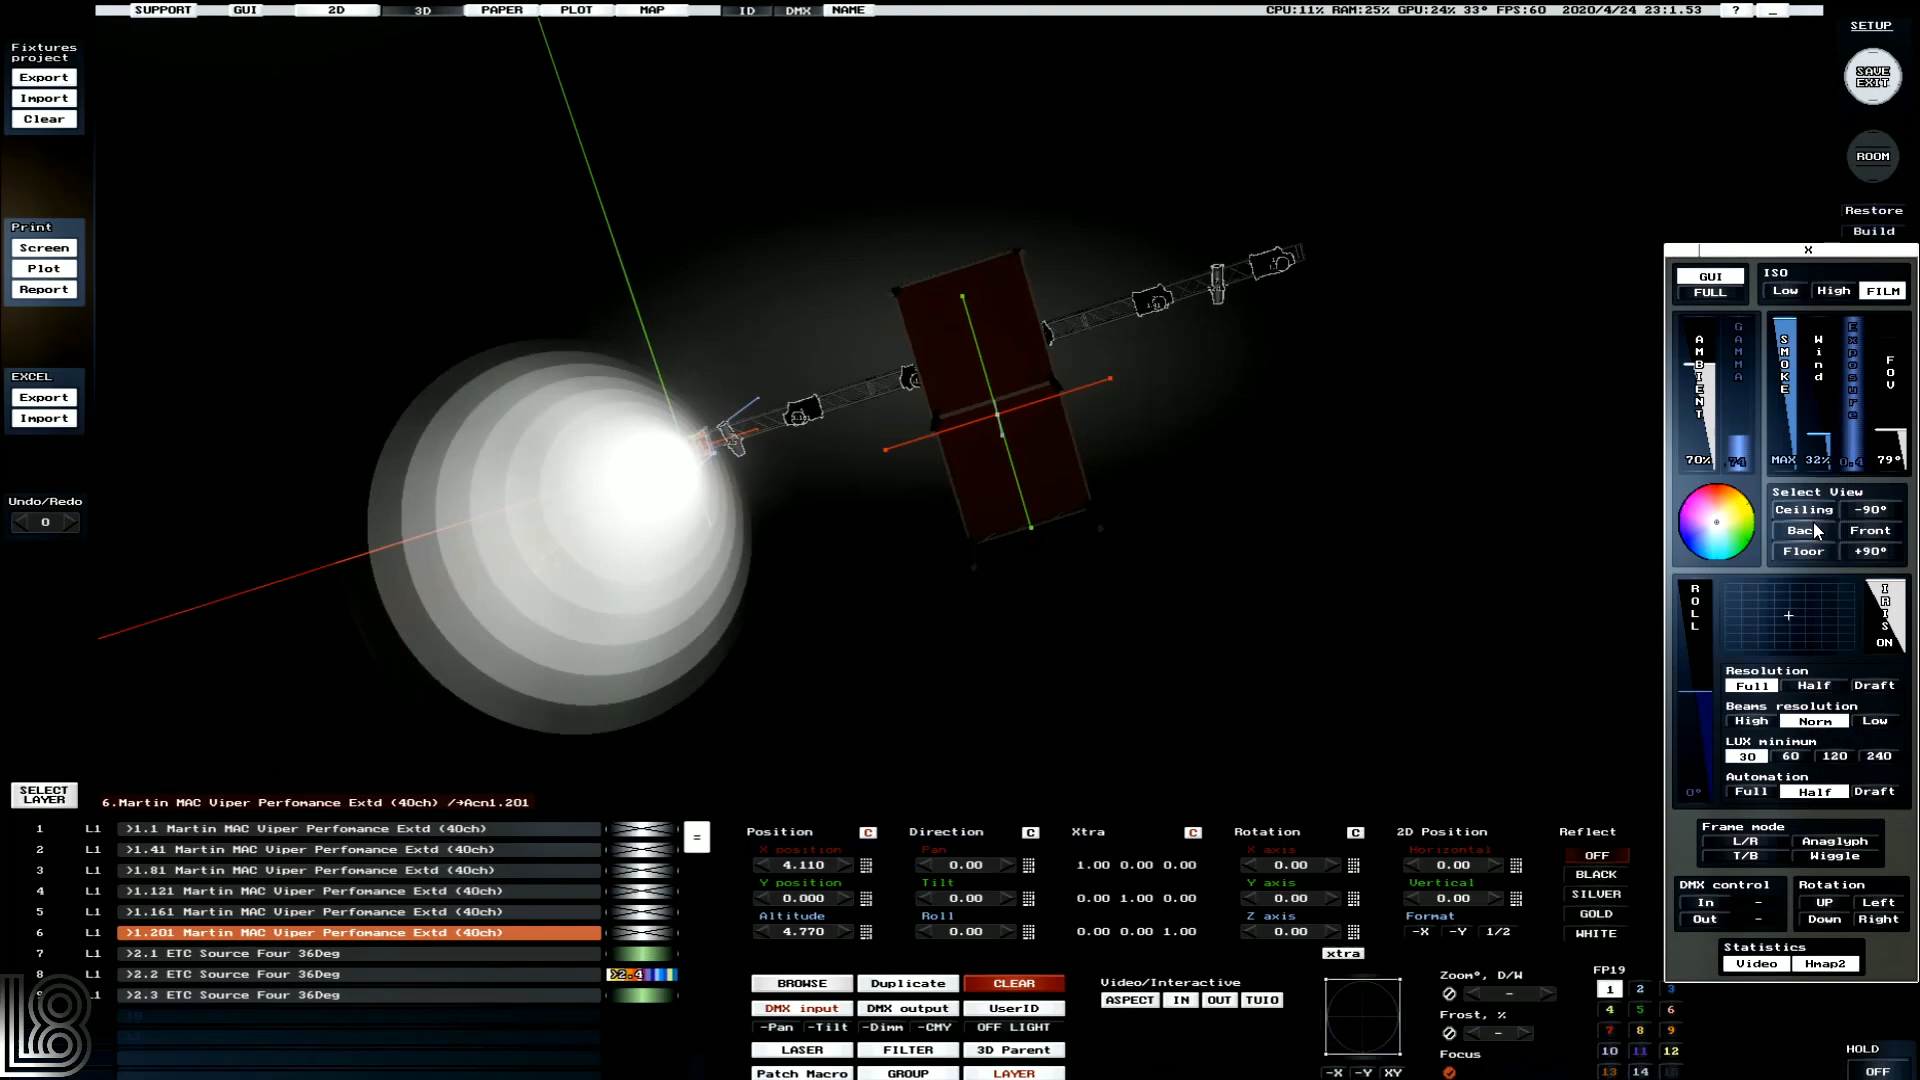 SUPPORT GUI 2D 3D PAPER PLOT MAP ID DMX NAME CPU:11% RAM:25% GPU:24% 33° FPS:60 2020/4/24 23:1.53 ? _
Fixtures
project
Export
Import
Clear
Print
Screen
Plot
Report
EXCEL
Export
Import
Undo/Redo
0
SETUP
SAVE
EXIT
ROOM
Restore
Build
X
GUI
FULL
ISO
Low High FILM
AMBIENT GAMMA SMOKE Wind Exposure FOV
70% .74 MAX 32% 0.4 79°
Select View
Ceiling -90°
Back Front
Floor +90°
ROLL
IRIS
ON
0°
Resolution
Full Half Draft
Beams resolution
High Norm Low
LUX minimum
30 60 120 240
Automation
Full Half Draft
Frame mode
L/R Anaglyph
T/B Wiggle
DMX control
In -
Out -
Rotation
UP Left
Down Right
Statistics
Video Hmap2
SELECT
LAYER
6.Martin MAC Viper Perfomance Extd (40ch) /→Acn1.201
1 L1 >1.1 Martin MAC Viper Perfomance Extd (40ch)
2 L1 >1.41 Martin MAC Viper Perfomance Extd (40ch)
3 L1 >1.81 Martin MAC Viper Perfomance Extd (40ch)
4 L1 >1.121 Martin MAC Viper Perfomance Extd (40ch)
5 L1 >1.161 Martin MAC Viper Perfomance Extd (40ch)
6 L1 >1.201 Martin MAC Viper Perfomance Extd (40ch)
7 L1 >2.1 ETC Source Four 36Deg
8 L1 >2.2 ETC Source Four 36Deg >2.4
L1 >2.3 ETC Source Four 36Deg
=
Position C Direction C Xtra C Rotation C 2D Position Reflect
X position Pan X axis Horizontal OFF
4.110 0.00 1.00 0.00 0.00 0.00 0.00
Y position Tilt Y axis Vertical BLACK
0.000 0.00 0.00 1.00 0.00 0.00 0.00 SILVER
Altitude Roll Z axis Format GOLD
4.770 0.00 0.00 0.00 1.00 0.00 -X -Y 1/2 WHITE
xtra
BROWSE Duplicate CLEAR
DMX input DMX output UserID
-Pan -Tilt -Dimm -CMY OFF LIGHT
LASER FILTER 3D Parent
Patch Macro GROUP LAYER
Video/Interactive
ASPECT IN OUT TUIO
-X -Y XY
Zoom°, D/W
-
Frost, %
-
Focus
FP19
1 2 3
4 5 6
7 8 9
10 11 12
13 14
HOLD
OFF